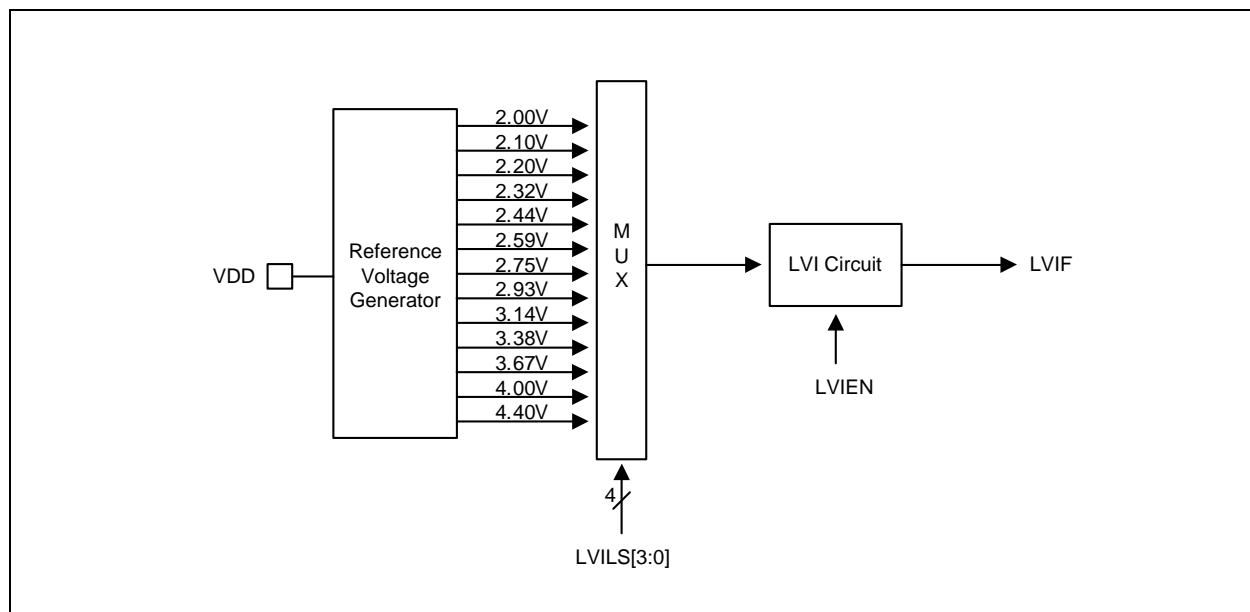 VDD
Reference
Voltage
Generator
2.00V
2.10V
2.20V
2.32V
2.44V
2.59V
2.75V
2.93V
3.14V
3.38V
3.67V
4.00V
4.40V
M
U
X
4
LVILS[3:0]
LVI Circuit
LVIEN
LVIF